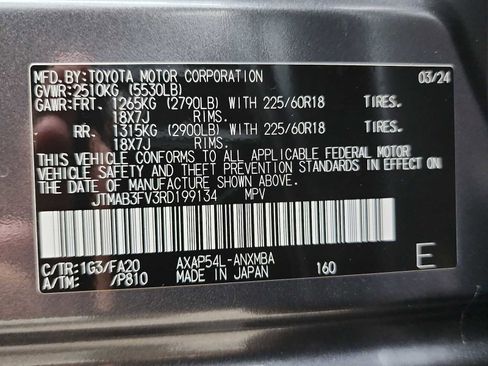 MFD.BY:TOYOTA MOTOR CORPORATION 03/24
GVWR:2510KG (5530LB)
GAWR:FRT. 1265KG (2790LB) WITH 225/60R18 TIRES.
18X7J RIMS.
RR. 1315KG (2900LB) WITH 225/60R18 TIRES.
18X7J RIMS.
THIS VEHICLE CONFORMS TO ALL APPLICABLE FEDERAL MOTOR
VEHICLE SAFETY AND THEFT PREVENTION STANDARDS IN EFFECT
ON THE DATE OF MANUFACTURE SHOWN ABOVE.
JTMAB3FV3RD199134 MPV
C/TR:1G3/FA20 AXAP54L-ANXMBA
A/TM: /P810 MADE IN JAPAN 160 E